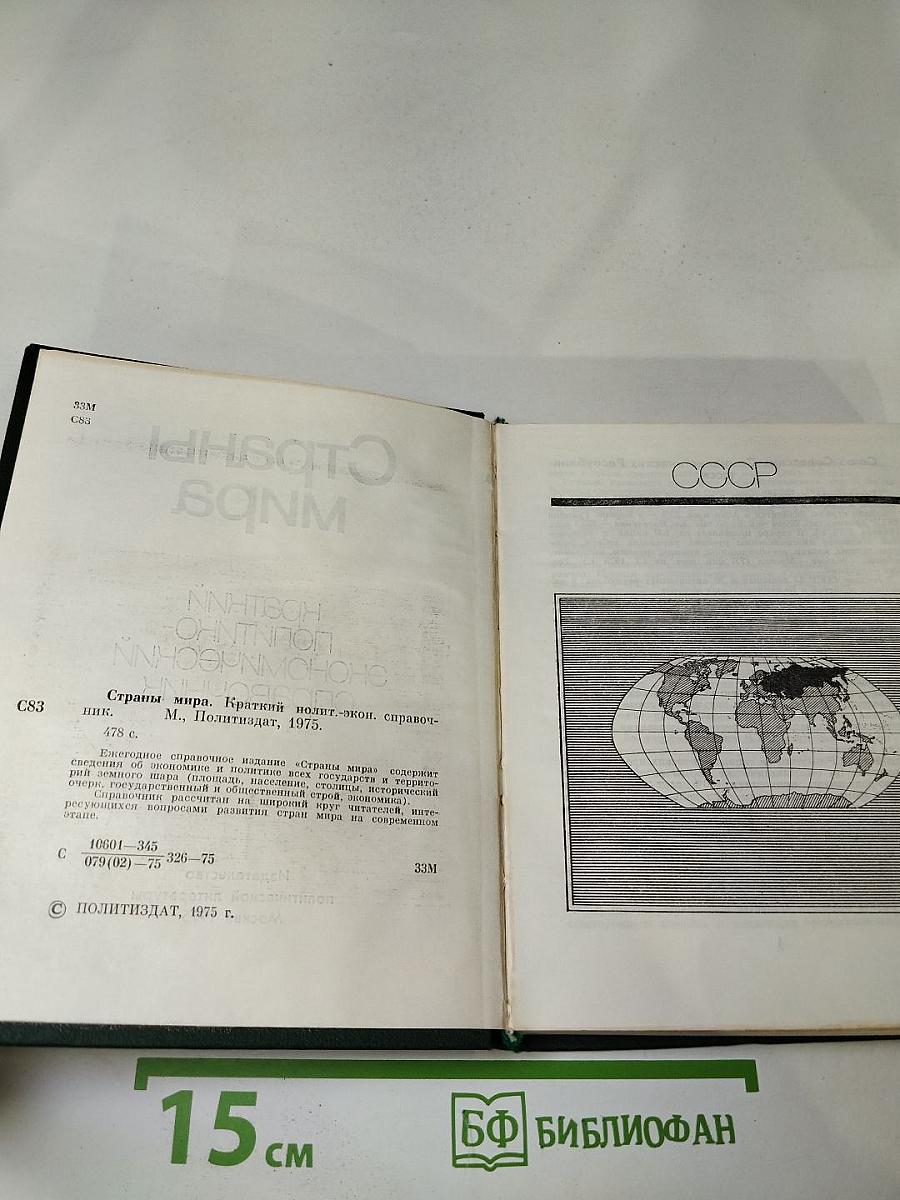 33М
С83
С83
Страны мира. Краткий полит.-экон. справоч-
ник. М., Политиздат, 1975.
478 с.
Ежегодное справочное издание «Страны мира» содержит
сведения об экономике и политике всех государств и террито-
рий земного шара (площадь, население, столицы, исторический
очерк, государственный и общественный строй, экономика).
Справочник рассчитан на широкий круг читателей, инте-
ресующихся вопросами развития стран мира на современном
этапе.
С 10601—345
079(02)—75 326—75
33М
© ПОЛИТИЗДАТ, 1975 г.
СССР
15 см
БФ БИБЛИОФАН